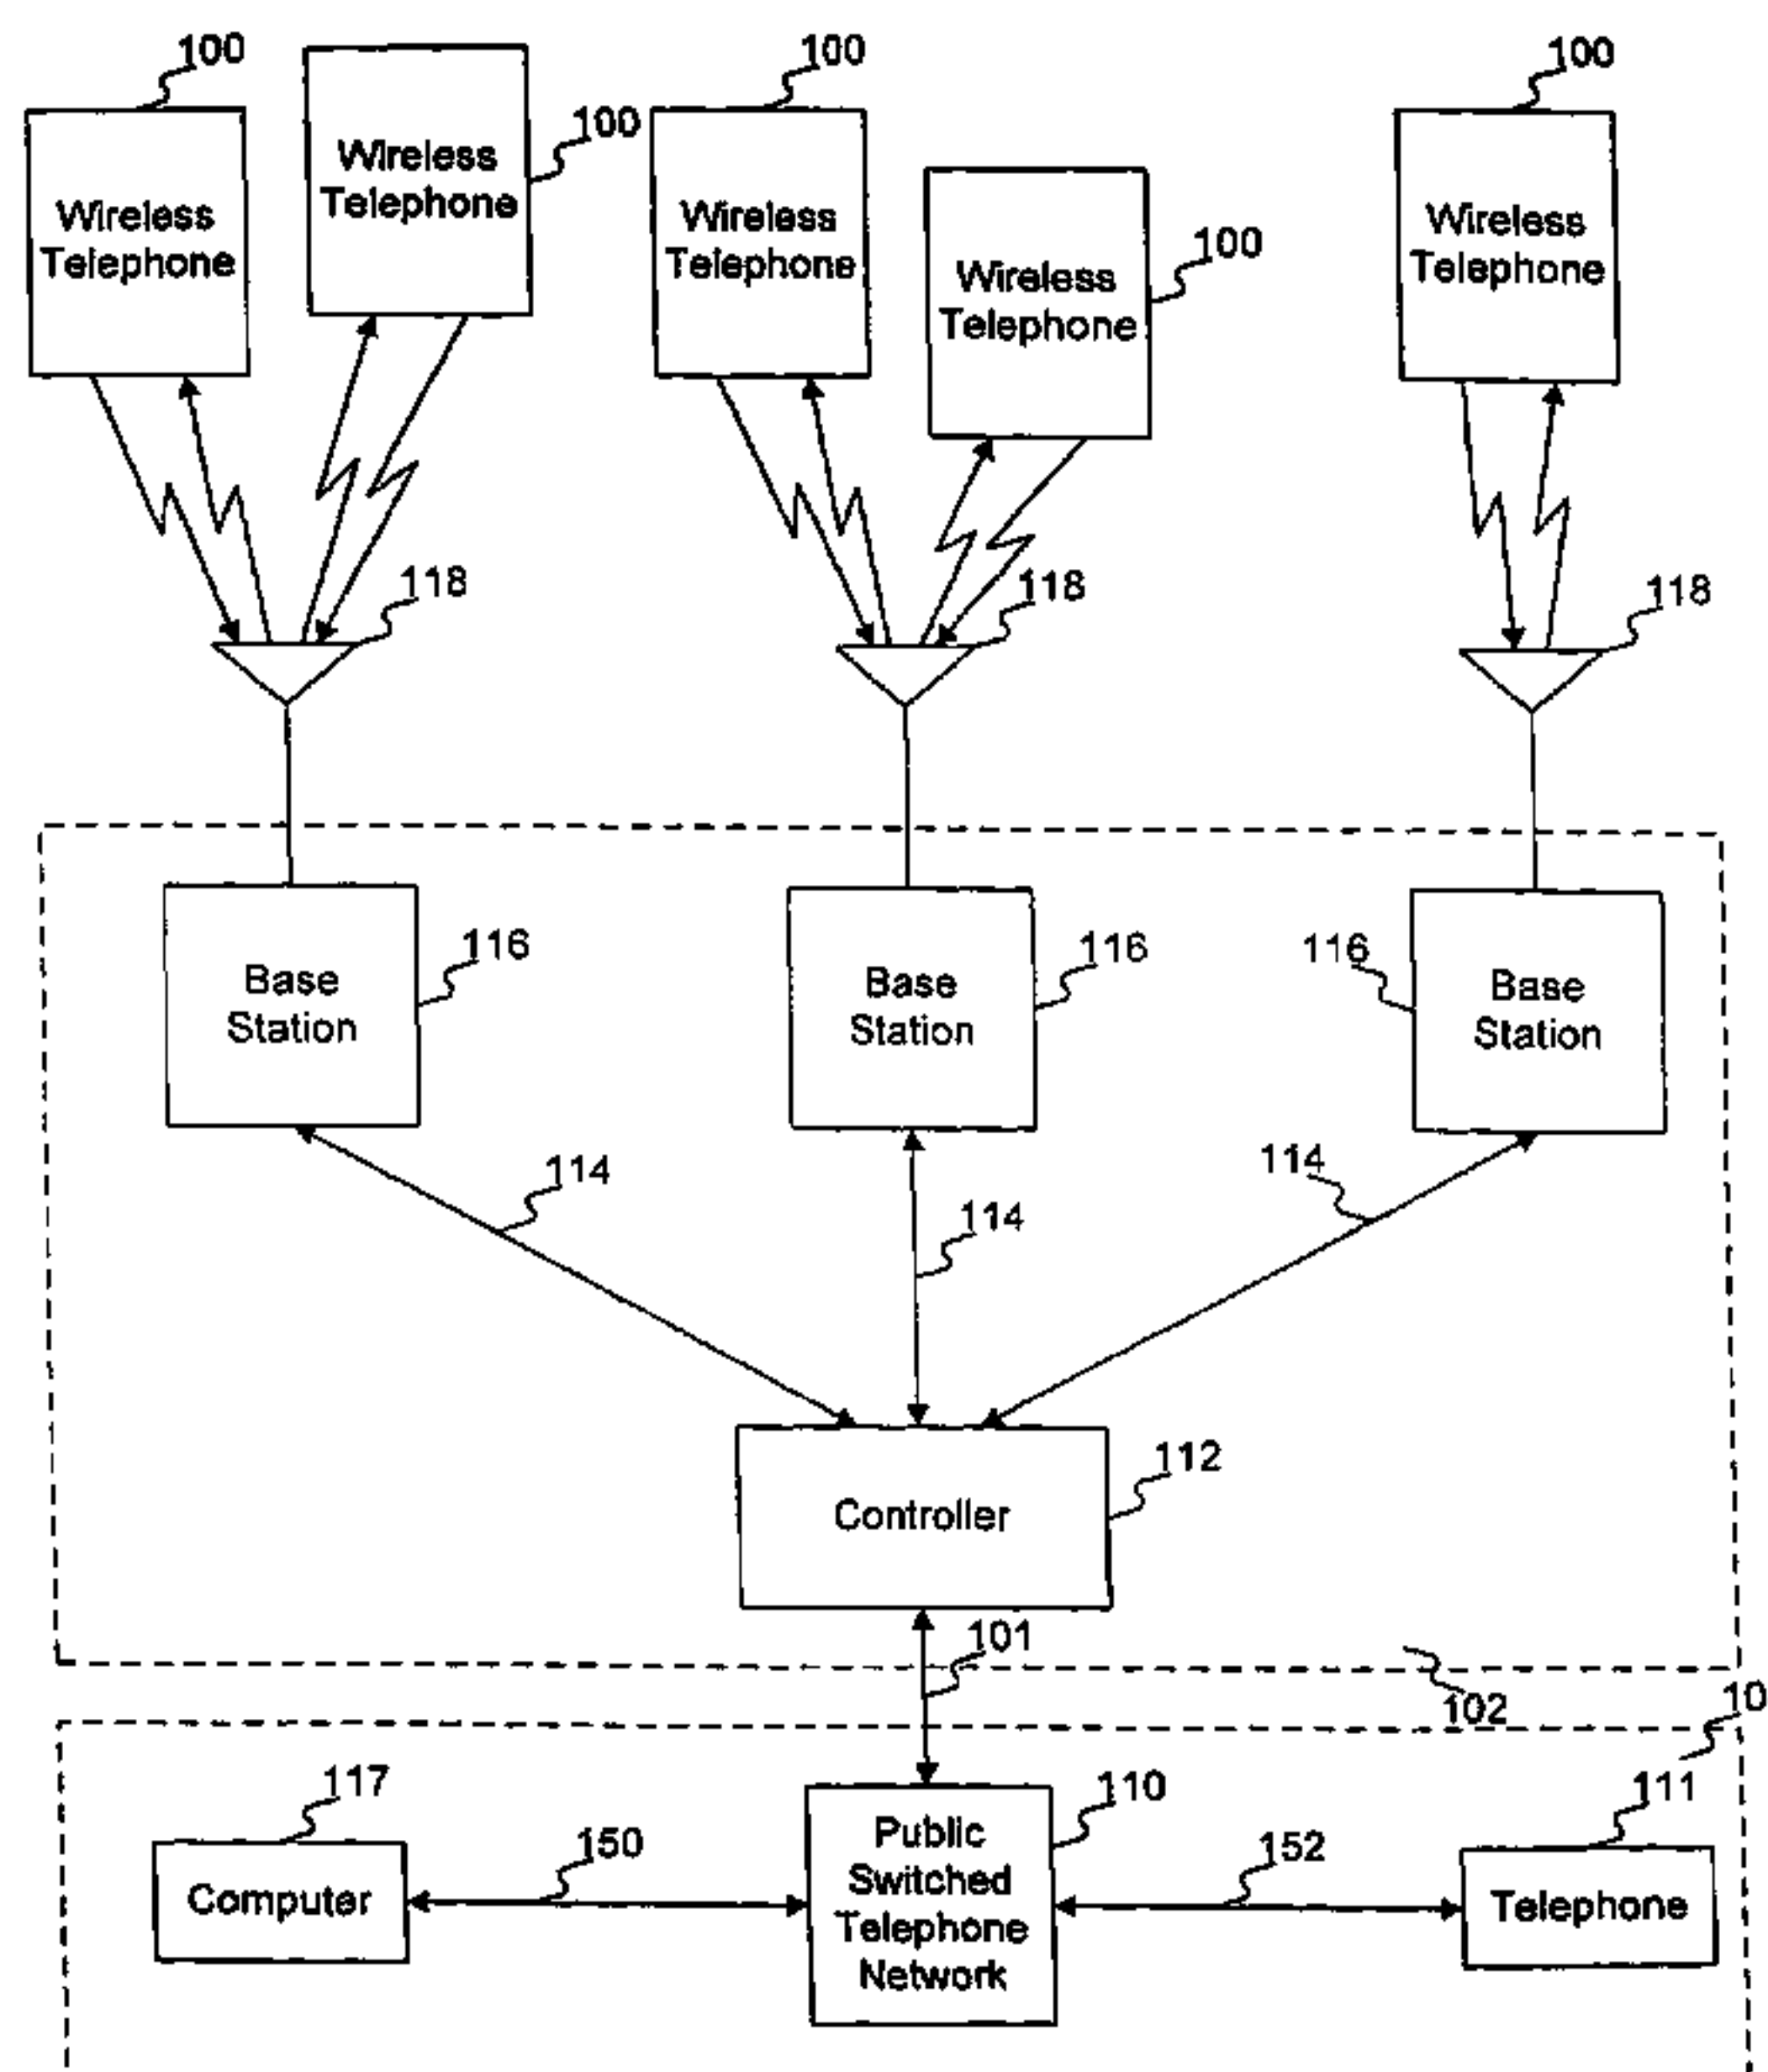 100
100
100
100
100
Wireless
Telephone
Wireless
Telephone
Wireless
Telephone
Wireless
Telephone
Wireless
Telephone
118
118
118
Base
Station
116
Base
Station
116
116
Base
Station
114
114
114
Controller
112
101
102
10
117
Computer
150
110
Public
Switched
Telephone
Network
152
111
Telephone